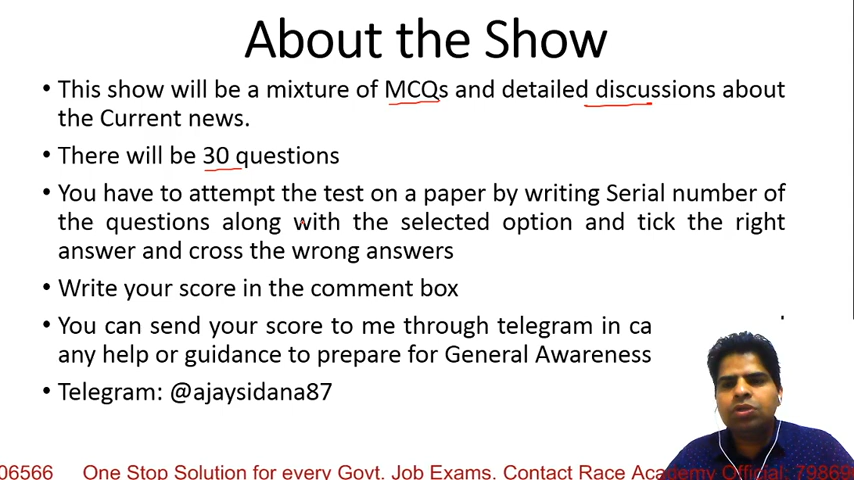 About the Show
• This show will be a mixture of MCQs and detailed discussions about
the Current news.
• There will be 30 questions
• You have to attempt the test on a paper by writing Serial number of
the questions along with the selected option and tick the right
answer and cross the wrong answers
• Write your score in the comment box
• You can send your score to me through telegram in
any help or guidance to prepare for General Awareness
• Telegram: @ajaysidana87
06566 One Stop Solution for every Govt. Job Exams. Contact Race Academy Official: 79869